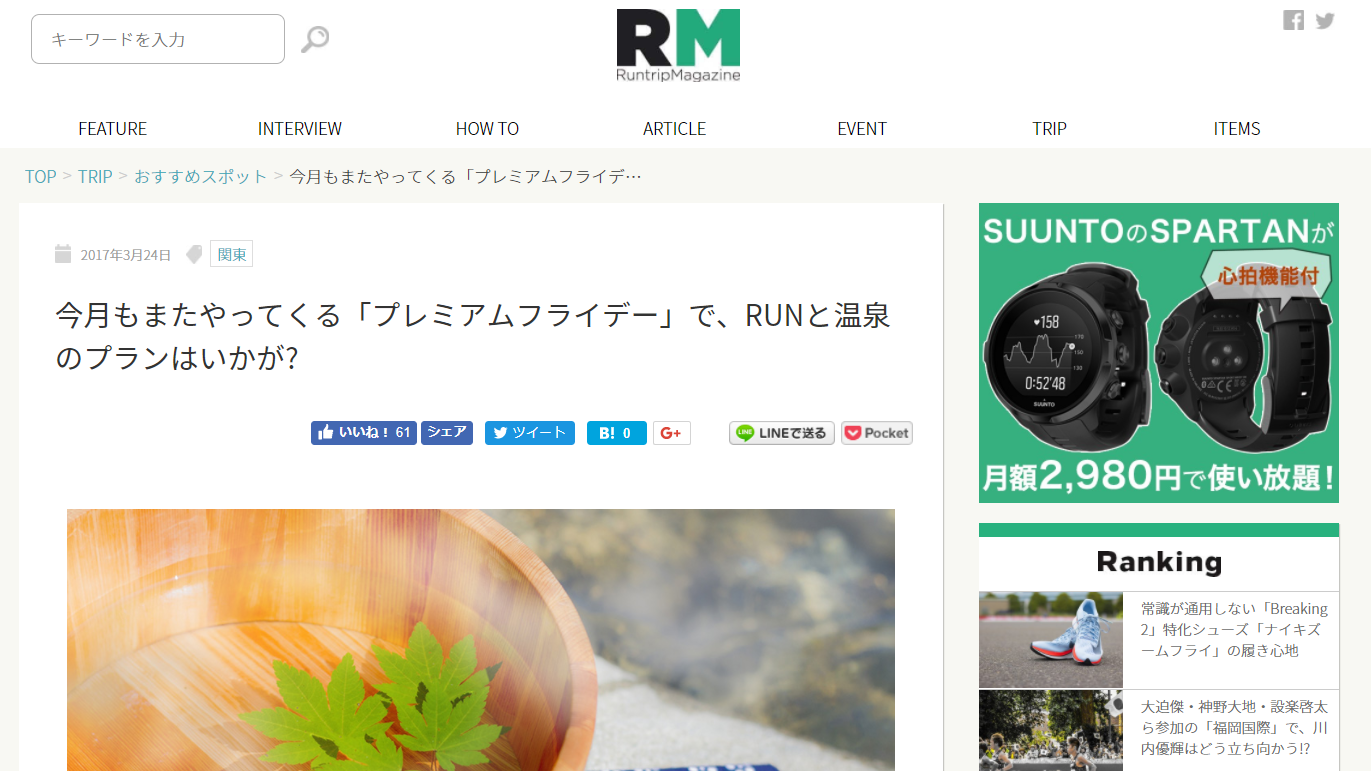 キーワードを入力
RM
RuntripMagazine
FEATURE INTERVIEW HOW TO ARTICLE EVENT TRIP ITEMS
TOP > TRIP > おすすめスポット > 今月もまたやってくる「プレミアムフライデ…
2017年3月24日 関東
今月もまたやってくる「プレミアムフライデー」で、RUNと温泉
のプランはいかが?
いいね！ 61 シェア ツイート B! 0 G+ LINEで送る Pocket
SUUNTOのSPARTANが
心拍機能付
158
170
150
130
0:52'48
SUUNTO
月額2,980円で使い放題!
Ranking
常識が通用しない「Breaking
2」特化シューズ「ナイキズ
ームフライ」の履き心地
大迫傑・神野大地・設楽啓太
ら参加の「福岡国際」で、川
内優輝はどう立ち向かう!?